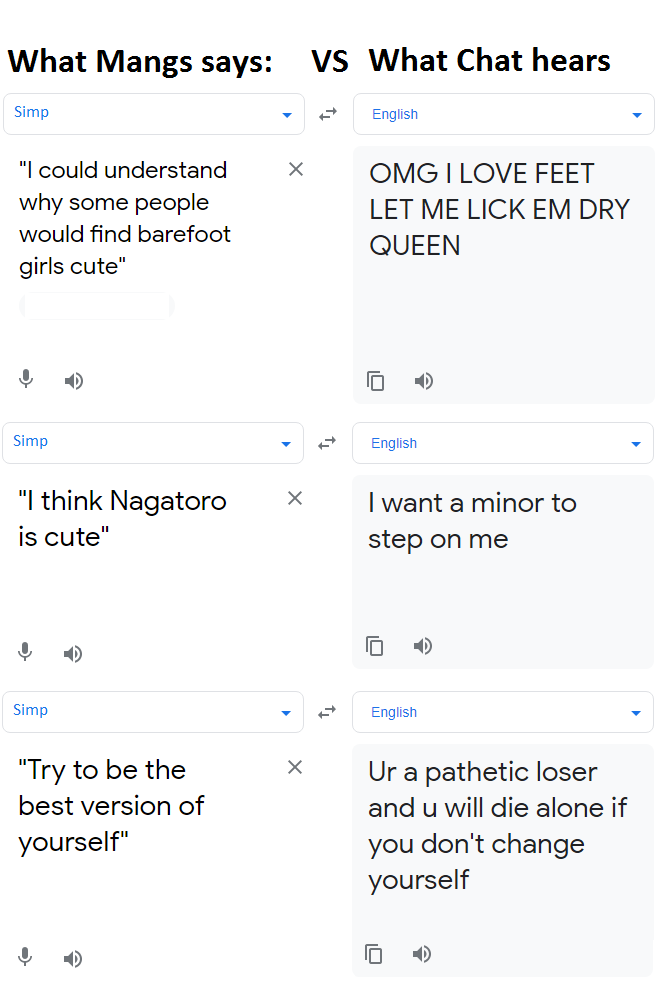 What Mangs says: VS What Chat hears
Simp
English
"I could understand
why some people
would find barefoot
girls cute"
OMG I LOVE FEET
LET ME LICK EM DRY
QUEEN
Simp
English
"I think Nagatoro
is cute"
I want a minor to
step on me
Simp
English
"Try to be the
best version of
yourself"
Ur a pathetic loser
and u will die alone if
you don't change
yourself